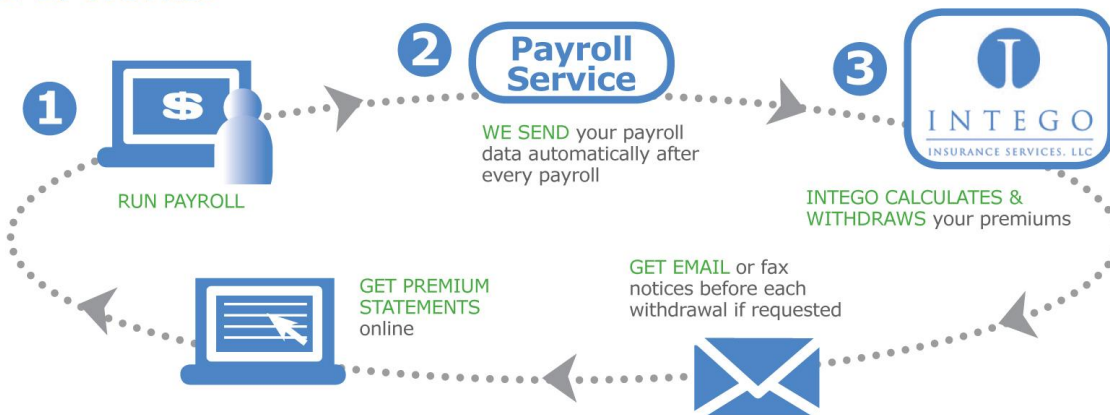 1
$
RUN PAYROLL
2
Payroll
Service
WE SEND your payroll
data automatically after
every payroll
3
I
INTEGO
INSURANCE SERVICES, LLC
INTEGO CALCULATES &
WITHDRAWS your premiums
GET EMAIL or fax
notices before each
withdrawal if requested
GET PREMIUM
STATEMENTS
online